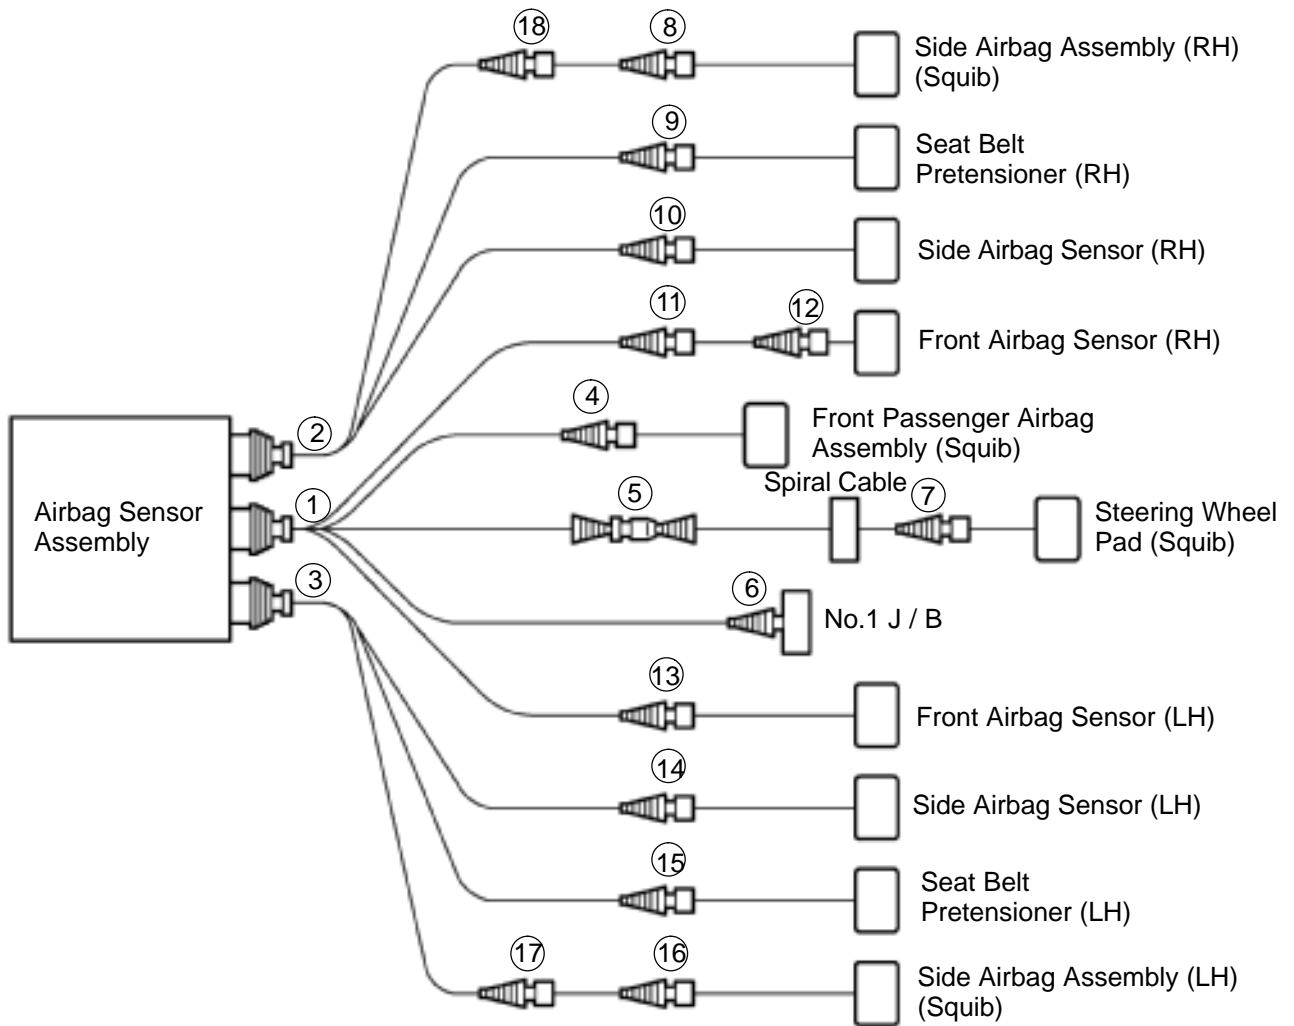 18
8
Side Airbag Assembly (RH)
(Squib)
9
Seat Belt
Pretensioner (RH)
10
Side Airbag Sensor (RH)
11
12
Front Airbag Sensor (RH)
2
4
Front Passenger Airbag
Assembly (Squib)
Airbag Sensor
Assembly
1
5
Spiral Cable
7
Steering Wheel
Pad (Squib)
3
6
No.1 J / B
13
Front Airbag Sensor (LH)
14
Side Airbag Sensor (LH)
15
Seat Belt
Pretensioner (LH)
17
16
Side Airbag Assembly (LH)
(Squib)